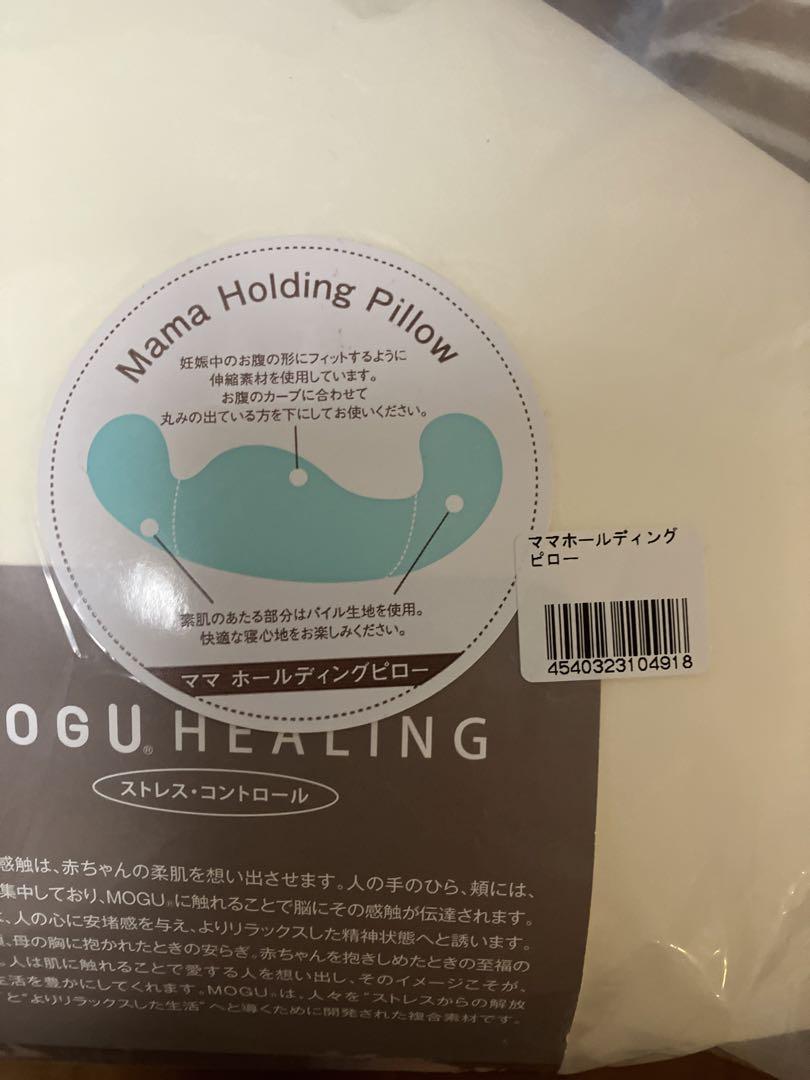 Mama Holding Pillow
妊娠中のお腹の形にフィットするように
伸縮素材を使用しています。
お腹のカーブに合わせて
丸みの出ている方を下にしてお使いください。
素肌のあたる部分はパイル生地を使用。
快適な寝心地をお楽しみください。
ママ ホールディングピロー
ママホールディング
ピロー
4540323104918
OGU® HEALING
ストレス・コントロール
感触は、赤ちゃんの柔肌を想い出させます。人の手のひら、頬には、
集中しており、MOGU®に触れることで脳にその感触が伝達されます。
、人の心に安堵感を与え、よりリラックスした精神状態へと誘います。
、母の胸に抱かれたときの安らぎ。赤ちゃんを抱きしめたときの至福の
。人は肌に触れることで愛する人を想い出し、そのイメージこそが、
生活を豊かにしてくれます。MOGU®は、人々を“ストレスからの解放
”と“よりリラックスした生活”へと導くために開発された複合素材です。